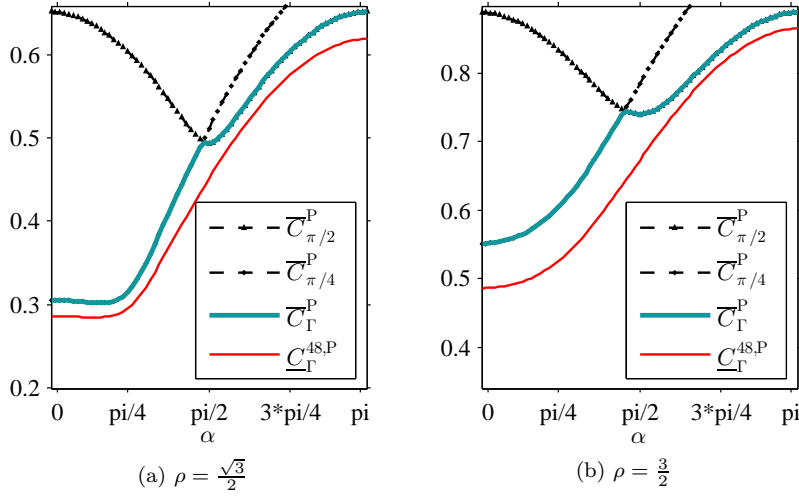 0.6
0.5
0.4
0.3
0.2
0 pi/4 pi/2 3*pi/4 pi
α
C̅^P_{π/2}
C̅^P_{π/4}
C̅^P_Γ
C̲^{48,P}_Γ
(a) ρ = √3/2
0.8
0.7
0.6
0.5
0.4
0 pi/4 pi/2 3*pi/4 pi
α
C̅^P_{π/2}
C̅^P_{π/4}
C̅^P_Γ
C̲^{48,P}_Γ
(b) ρ = 3/2